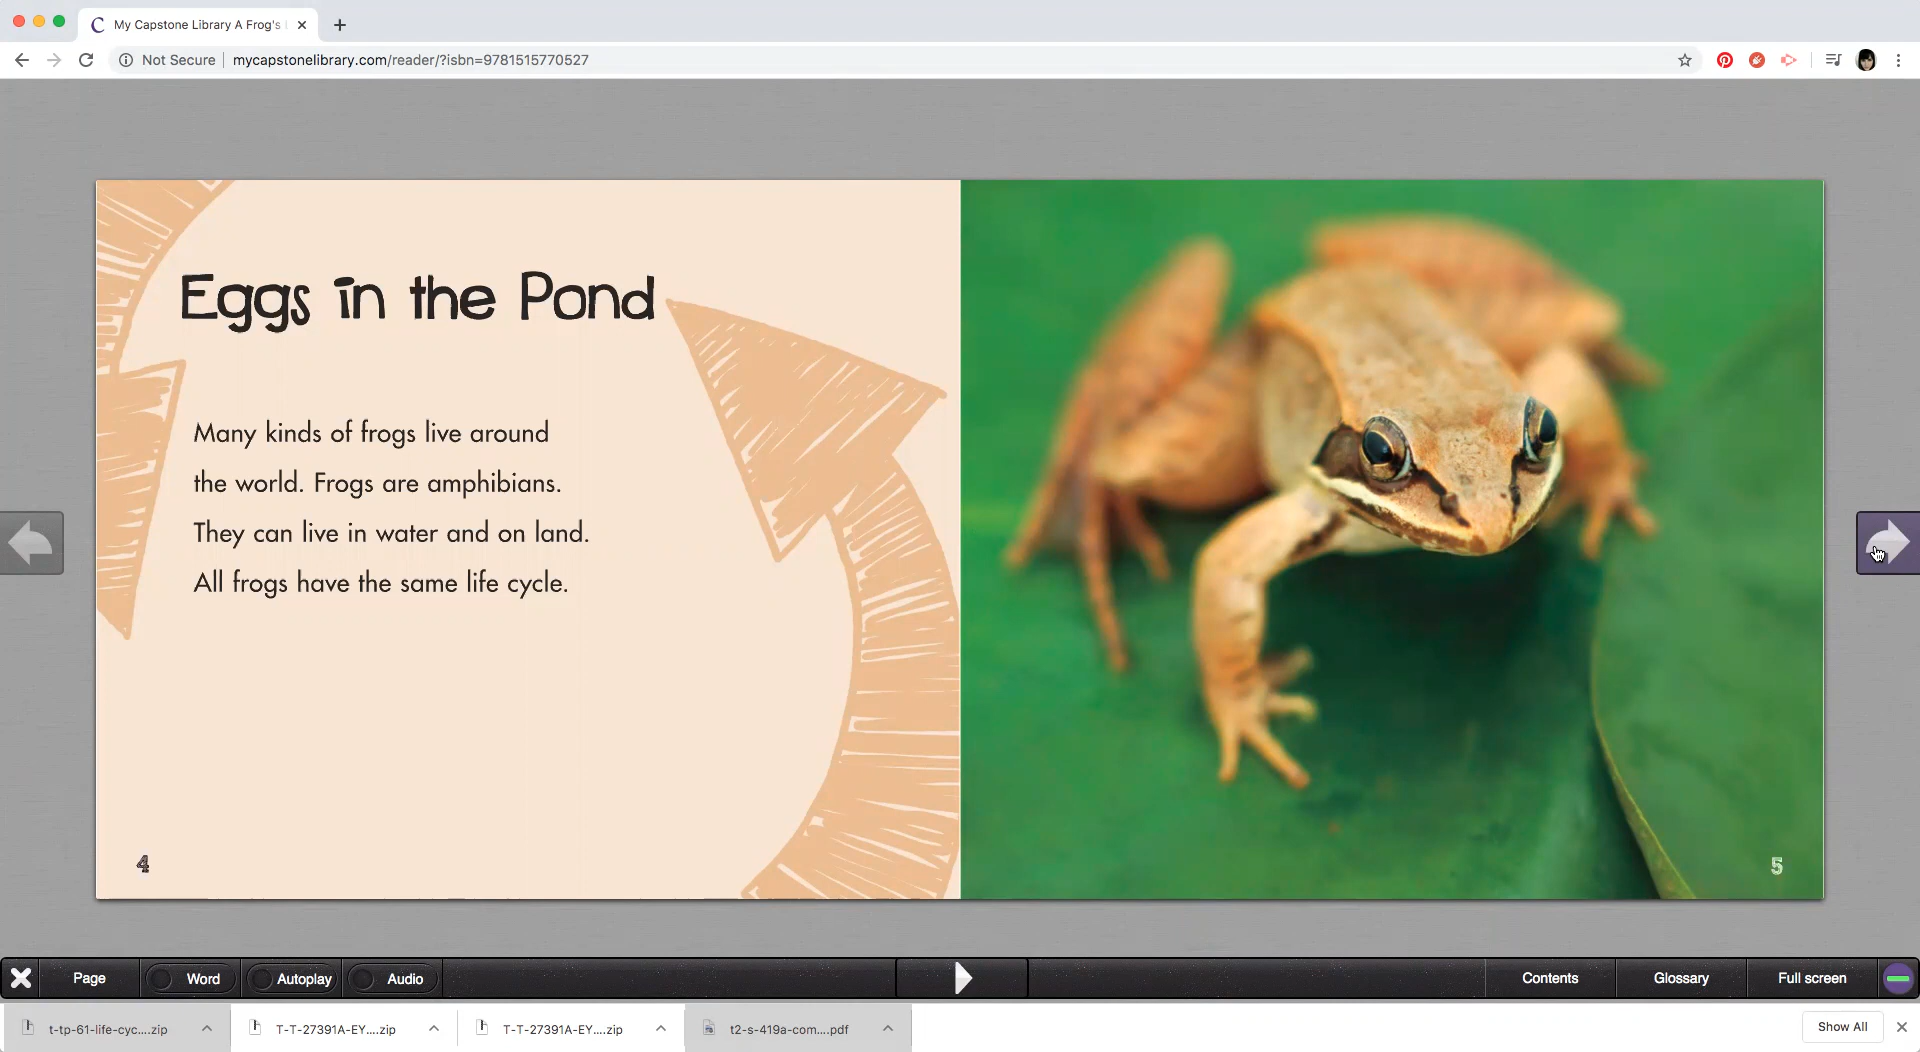 My Capstone Library A Frog's
Not Secure
mycapstonelibrary.com/reader/?isbn=9781515770527
Eggs in the Pond
Many kinds of frogs live around
the world. Frogs are amphibians.
They can live in water and on land.
All frogs have the same life cycle.
4
5
Page
Word
Autoplay
Audio
Contents
Glossary
Full screen
t-tp-61-life-cyc....zip
T-T-27391A-EY....zip
T-T-27391A-EY....zip
t2-s-419a-com....pdf
Show All